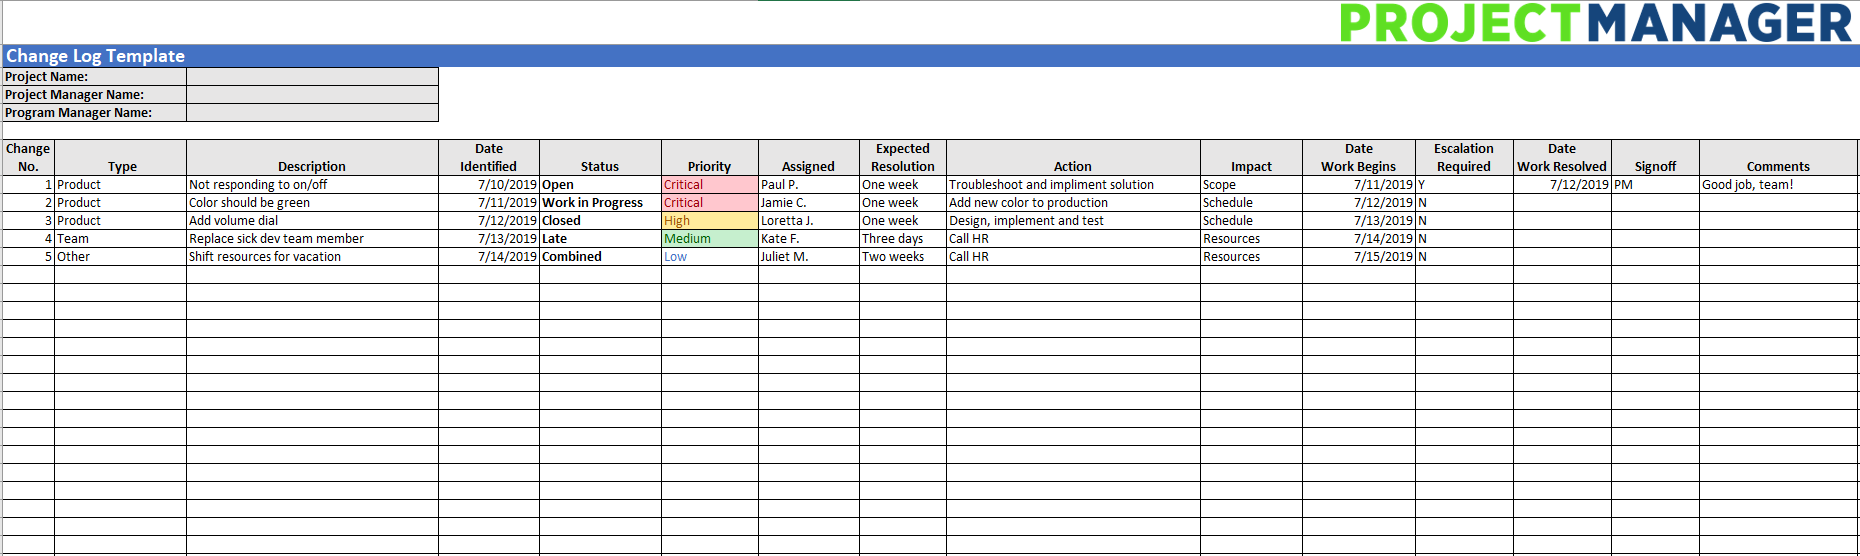 PROJECTMANAGER
Change Log Template
Project Name:
Project Manager Name:
Program Manager Name:
Change No. Type Description Date Identified Status Priority Assigned Expected Resolution Action Impact Date Work Begins Escalation Required Date Work Resolved Signoff Comments
1 Product Not responding to on/off 7/10/2019 Open Critical Paul P. One week Troubleshoot and impliment solution Scope 7/11/2019 Y 7/12/2019 PM Good job, team!
2 Product Color should be green 7/11/2019 Work in Progress Critical Jamie C. One week Add new color to production Schedule 7/12/2019 N
3 Product Add volume dial 7/12/2019 Closed High Loretta J. One week Design, implement and test Schedule 7/13/2019 N
4 Team Replace sick dev team member 7/13/2019 Late Medium Kate F. Three days Call HR Resources 7/14/2019 N
5 Other Shift resources for vacation 7/14/2019 Combined Low Juliet M. Two weeks Call HR Resources 7/15/2019 N